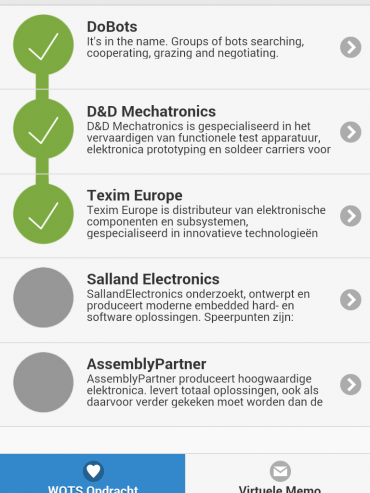 DoBots
It's in the name. Groups of bots searching,
cooperating, grazing and negotiating.
D&D Mechatronics
D&D Mechatronics is gespecialiseerd in het
vervaardigen van functionele test apparatuur,
elektronica prototyping en soldeer carriers voor
Texim Europe
Texim Europe is distributeur van elektronische
componenten en subsystemen,
gespecialiseerd in innovatieve technologieën
Salland Electronics
SallandElectronics onderzoekt, ontwerpt en
produceert moderne embedded hard- en
software oplossingen. Speerpunten zijn:
AssemblyPartner
AssemblyPartner produceert hoogwaardige
elektronica. levert totaal oplossingen, ook als
daarvoor verder gekeken moet worden dan de
WOTS Opdracht
Virtuele Memo